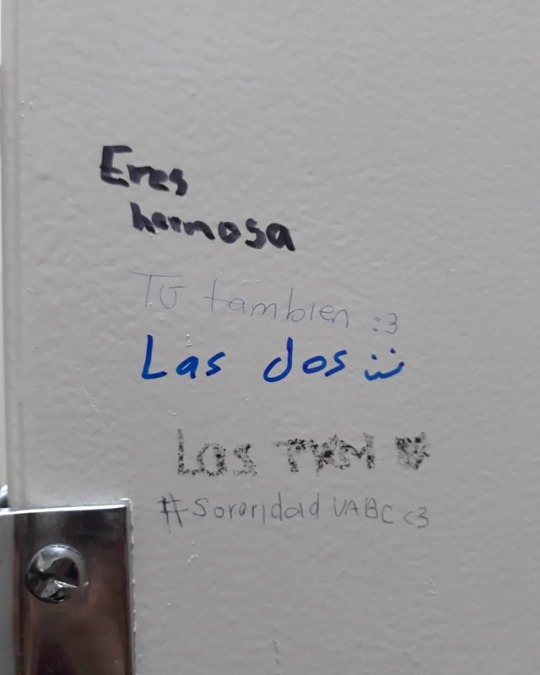 Eres
hermosa
TU tambien :3
Las dos :)
Las TKM ♥
#Sororidad UABC <3